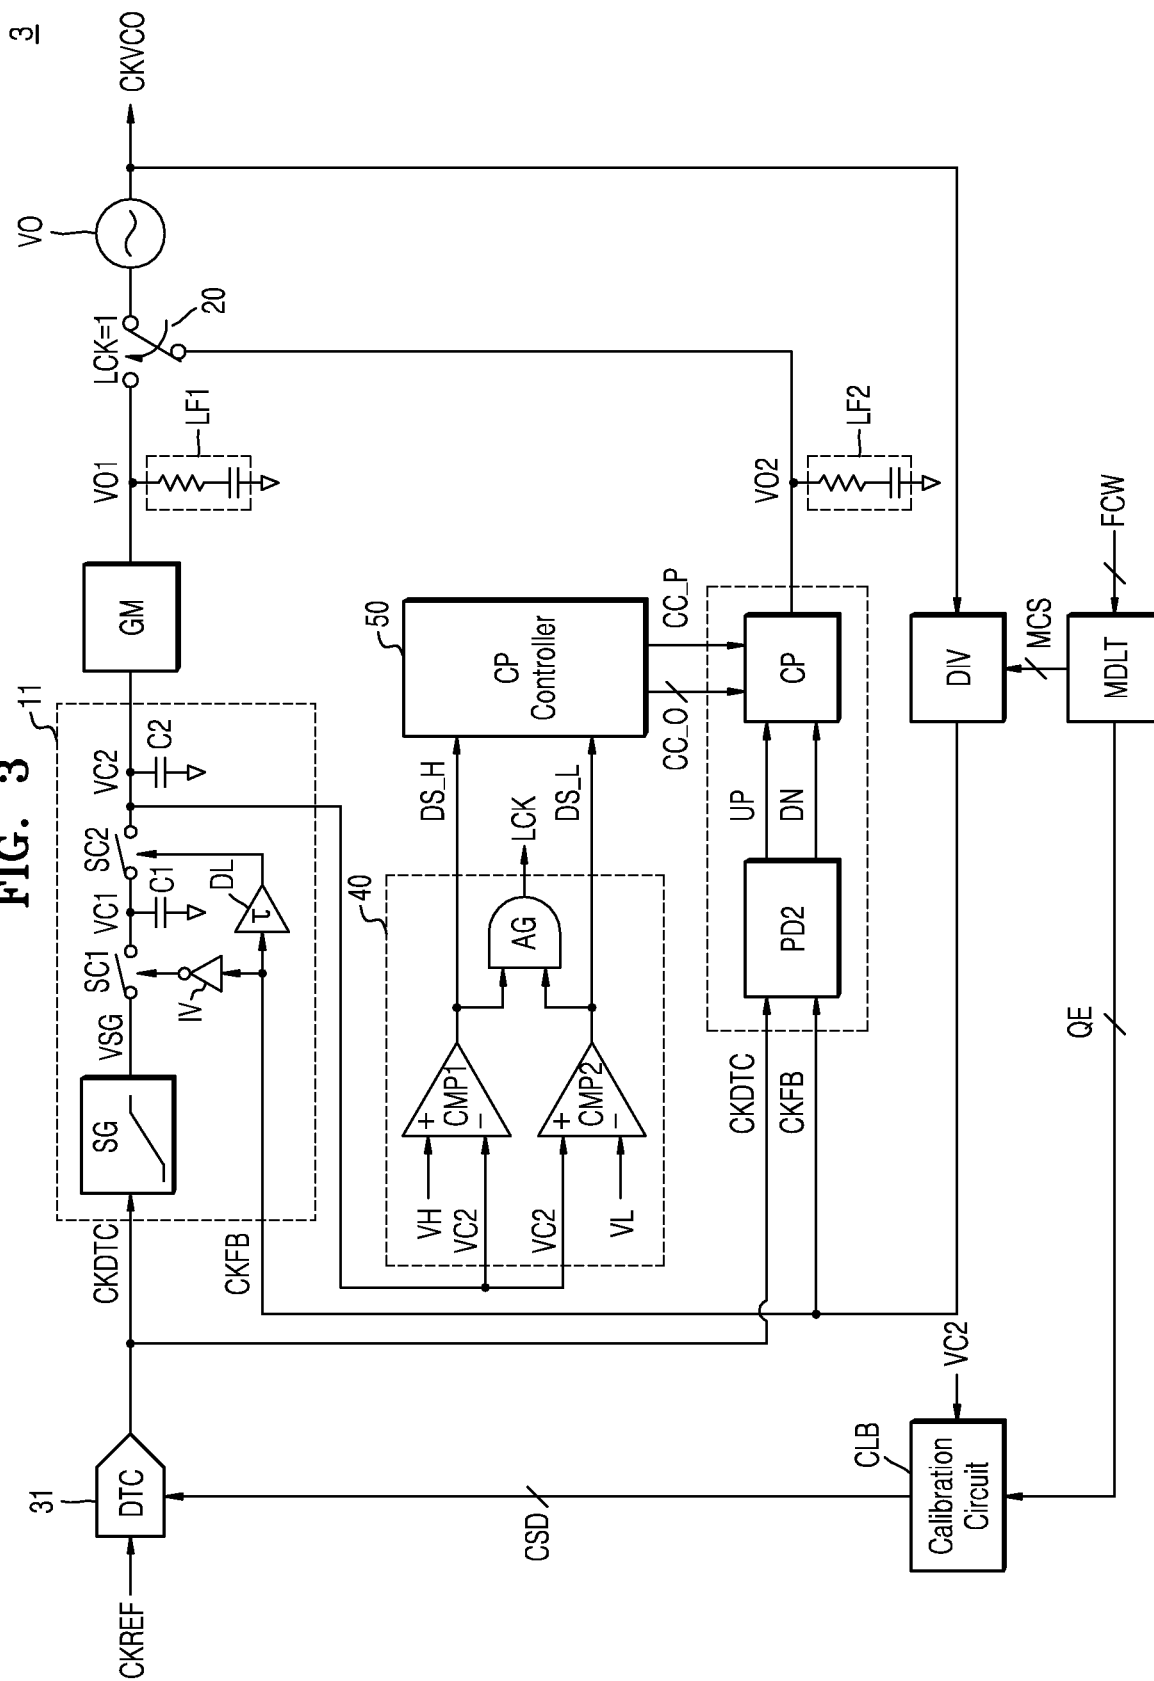 FIG. 3
3
CKREF
31
DTC
CKDTC
SG
VSG
SC1
VC1
C1
SC2
VC2
C2
11
GM
VO1
LF1
LCK=1
20
VO
CKVCO
CKFB
IV
DL
τ
40
VH
VC2
VC2
VL
+
CMP1
−
+
CMP2
−
AG
LCK
DS_H
DS_L
50
CP
Controller
CC_O
CC_P
CKDTC
CKFB
PD2
UP
DN
CP
VO2
LF2
CSD
CLB
Calibration
Circuit
VC2
DIV
MCS
MDLT
FCW
QE